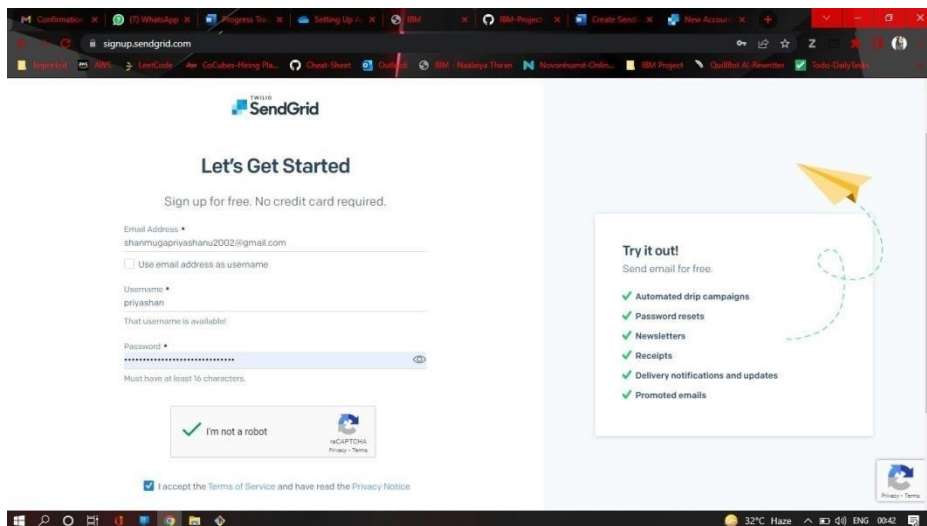 Confirmation
(7) WhatsApp
Progress Tra
Setting Up A
IBM
IBM-Project
Create Send
New Accou
signup.sendgrid.com
Imported
AWS
LeetCode
CoCubes-Hiring Pla...
Cheat-Sheet
Outlook
IBM - Naalaiya Thiran
Novorésumé-Onlin...
IBM Project
QuillBot AI-Rewritter
Todo-DailyTasks
TWILIO
SendGrid
Let's Get Started
Sign up for free. No credit card required.
Email Address •
shanmugapriyashanu2002@gmail.com
Use email address as username
Username •
priyashan
That username is available!
Password •
Must have at least 16 characters.
I'm not a robot
reCAPTCHA
Privacy - Terms
I accept the Terms of Service and have read the Privacy Notice
Try it out!
Send email for free.
Automated drip campaigns
Password resets
Newsletters
Receipts
Delivery notifications and updates
Promoted emails
Privacy - Terms
32°C Haze
ENG
00:42